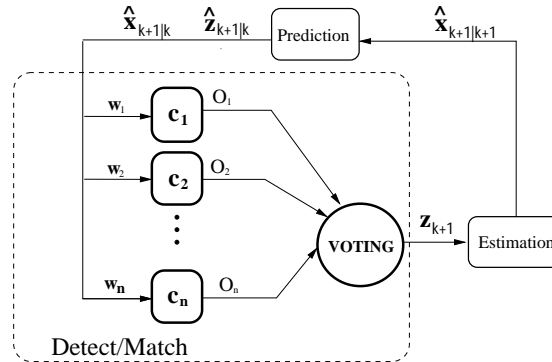 x̂k+1|k ẑk+1|k Prediction x̂k+1|k+1
w1 c1 O1
w2 c2 O2
VOTING zk+1 Estimation
wn cn On
Detect/Match